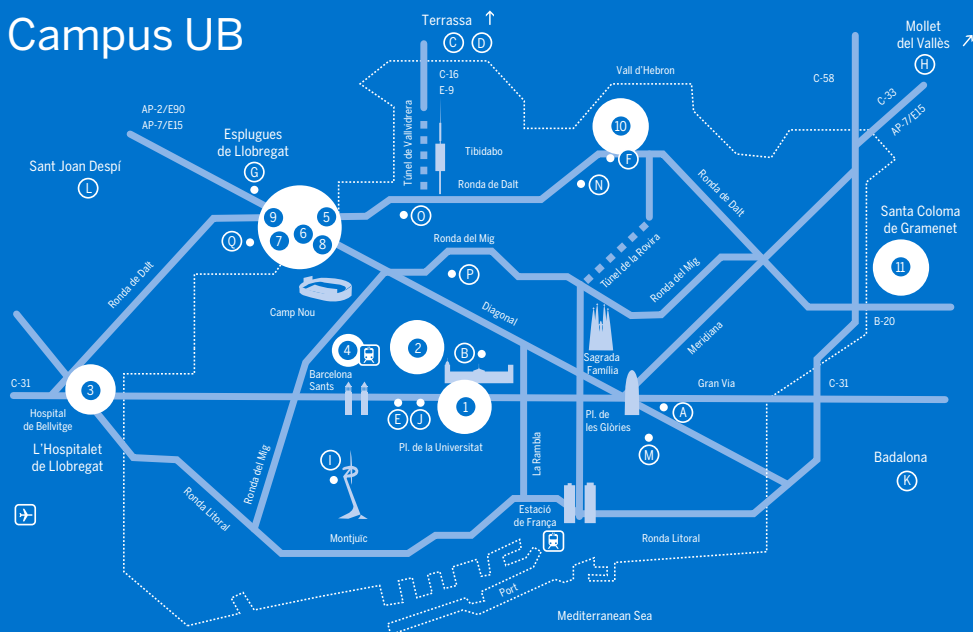 Campus UB
Terrassa ↑
C D
Mollet
del Vallès
H
C-16
E-9
Vall d'Hebron
C-58
C-33
AP-7/E15
AP-2/E90
AP-7/E15
Esplugues
de Llobregat
G
Túnel de Vallvidrera
Tibidabo
10
F
Sant Joan Despí
L
Ronda de Dalt
N
Ronda de Dalt
O
9 5
6
7 8
Q
Santa Coloma
de Gramenet
11
Ronda del Mig
P
Túnel de la Rovira
Ronda del Mig
Ronda de Dalt
Camp Nou
Diagonal
B-20
Meridiana
4
2
B
Sagrada
Família
Barcelona
Sants
C-31
3
Gran Via
C-31
E J
1
A
Hospital
de Bellvitge
Pl. de
les Glòries
L'Hospitalet
de Llobregat
Pl. de la Universitat
La Rambla
M
Badalona
K
Ronda del Mig
I
Ronda Litoral
Estació
de França
Montjuïc
Ronda Litoral
Port
Mediterranean Sea